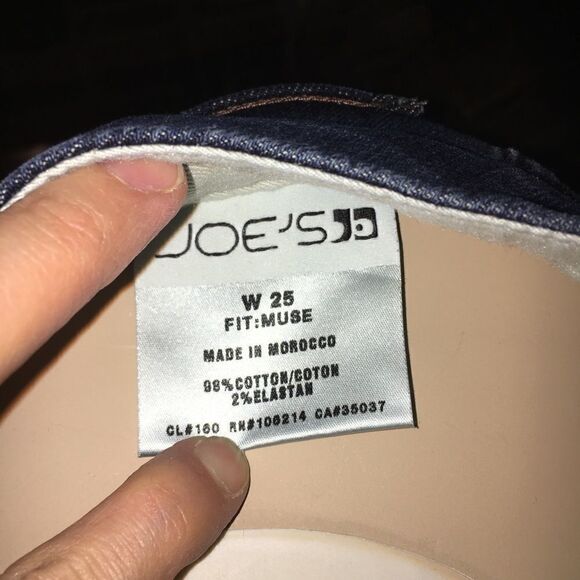 JOE'S
W 25
FIT:MUSE
MADE IN MOROCCO
98%COTTON/COTON
2%ELASTAN
CL#160 RN#106214 CA#35037